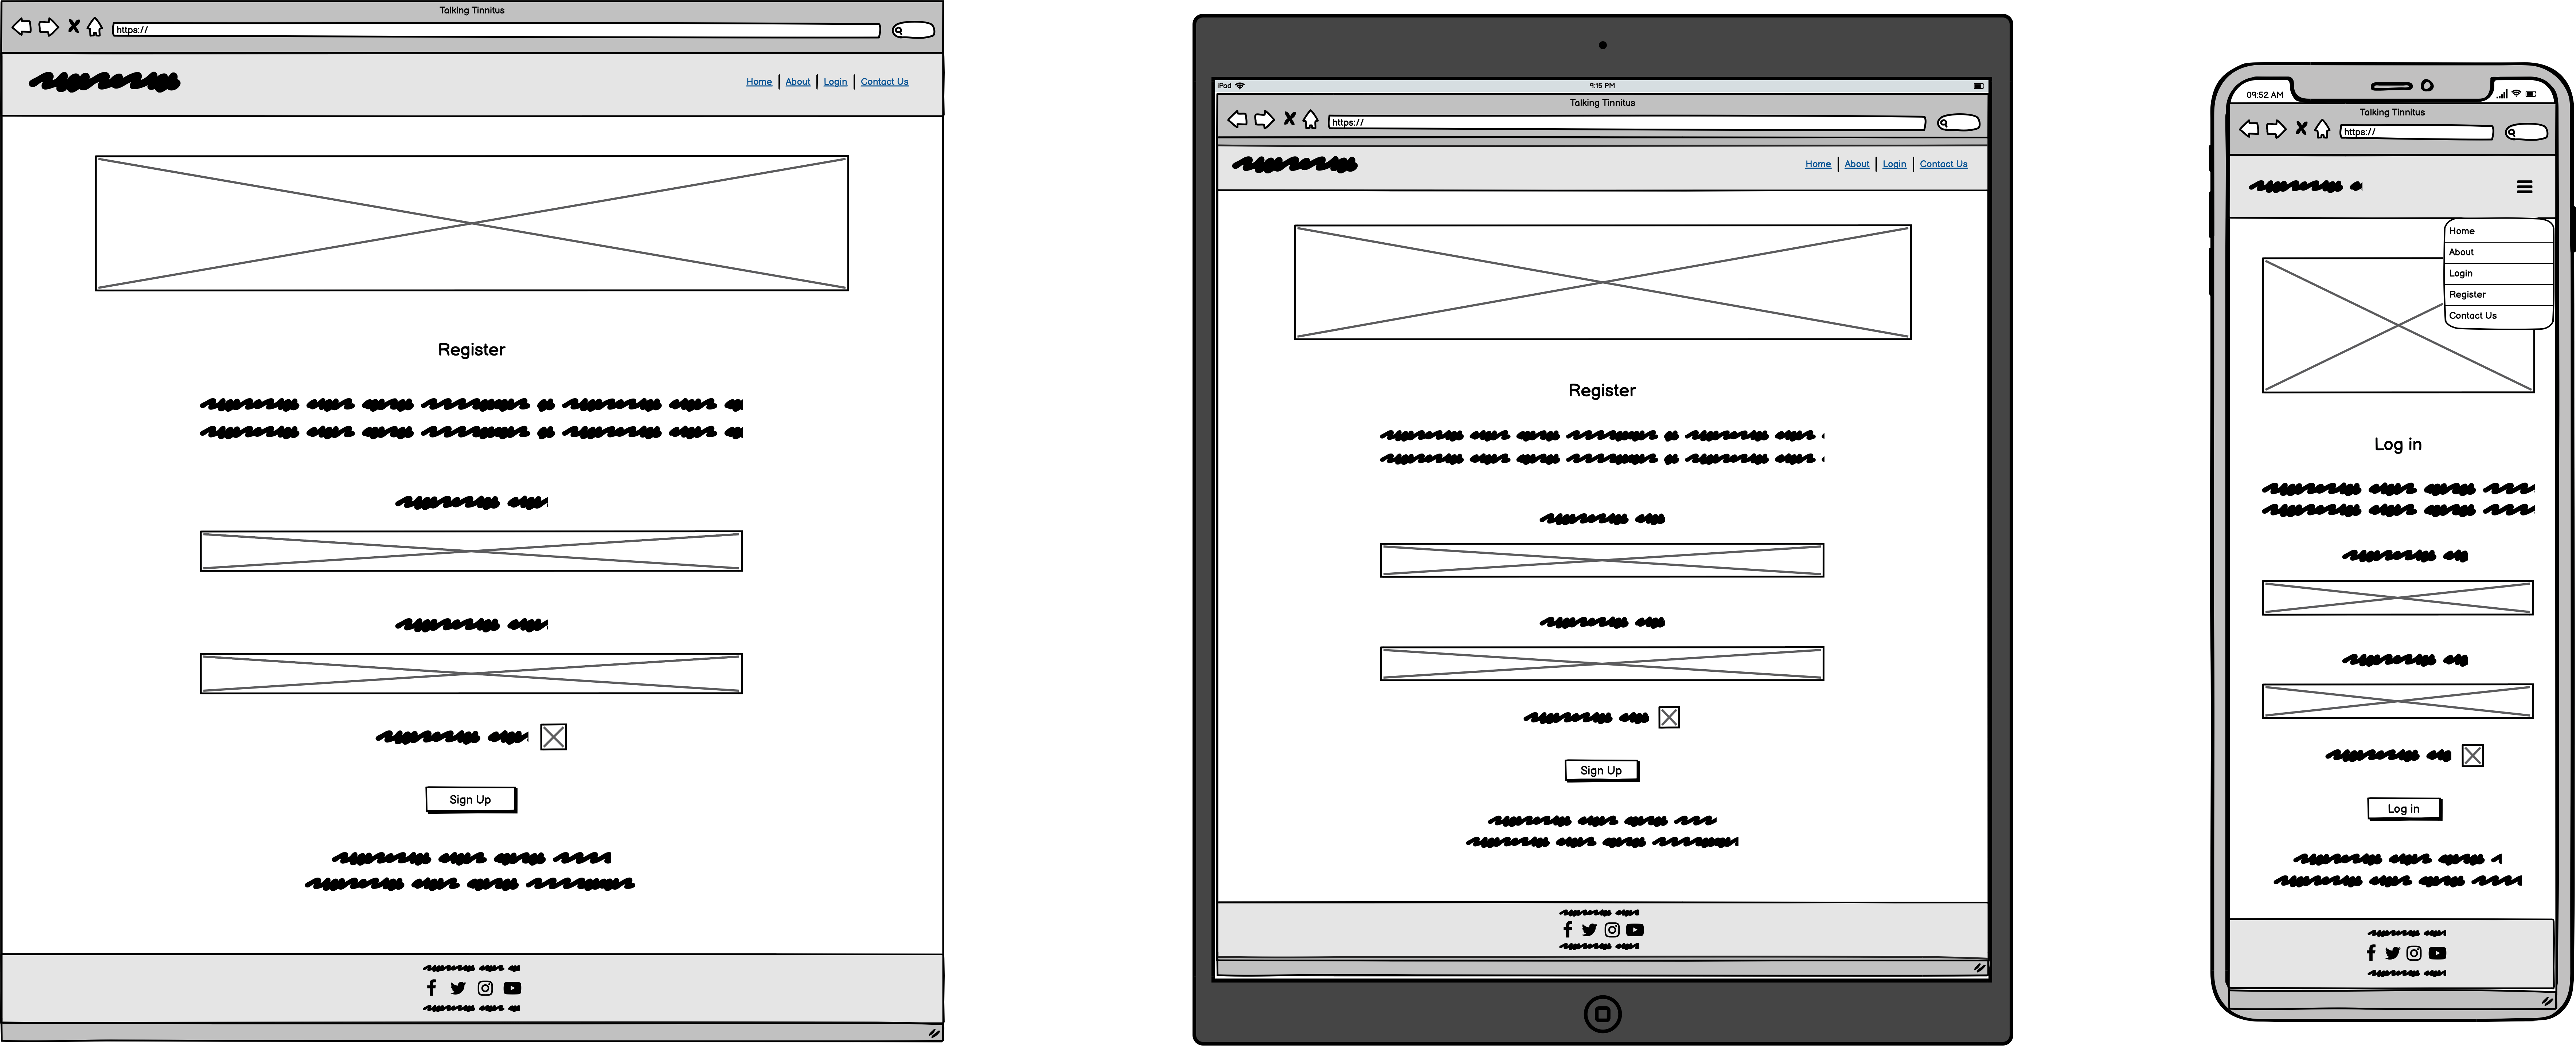 Talking Tinnitus
https://
Home | About | Login | Contact Us
Register
Sign Up
iPad
9:15 PM
Talking Tinnitus
https://
Home | About | Login | Contact Us
Register
Sign Up
09:52 AM
Talking Tinnitus
https://
Home
About
Login
Register
Contact Us
Log in
Log in